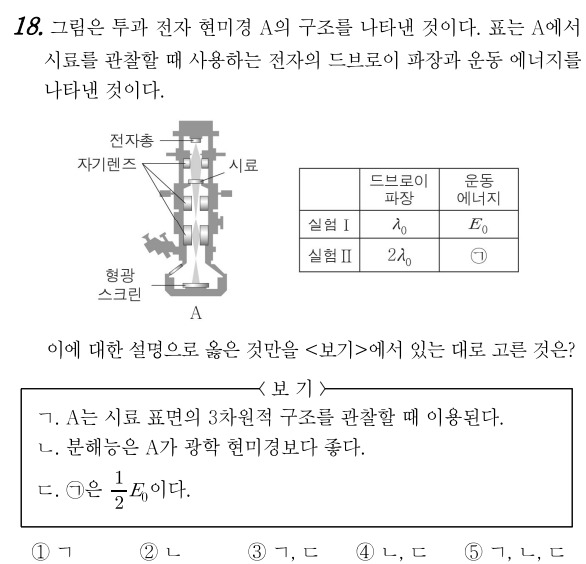 18. 그림은 투과 전자 현미경 A의 구조를 나타낸 것이다. 표는 A에서
시료를 관찰할 때 사용하는 전자의 드브로이 파장과 운동 에너지를
나타낸 것이다.
전자총
자기렌즈
시료
형광
스크린
A
드브로이 파장 운동 에너지
실험 Ⅰ λ₀ E₀
실험 Ⅱ 2λ₀ ㉠
이에 대한 설명으로 옳은 것만을 <보기>에서 있는 대로 고른 것은?
<보 기>
ㄱ. A는 시료 표면의 3차원적 구조를 관찰할 때 이용된다.
ㄴ. 분해능은 A가 광학 현미경보다 좋다.
ㄷ. ㉠은 1/2 E₀이다.
① ㄱ ② ㄴ ③ ㄱ, ㄷ ④ ㄴ, ㄷ ⑤ ㄱ, ㄴ, ㄷ